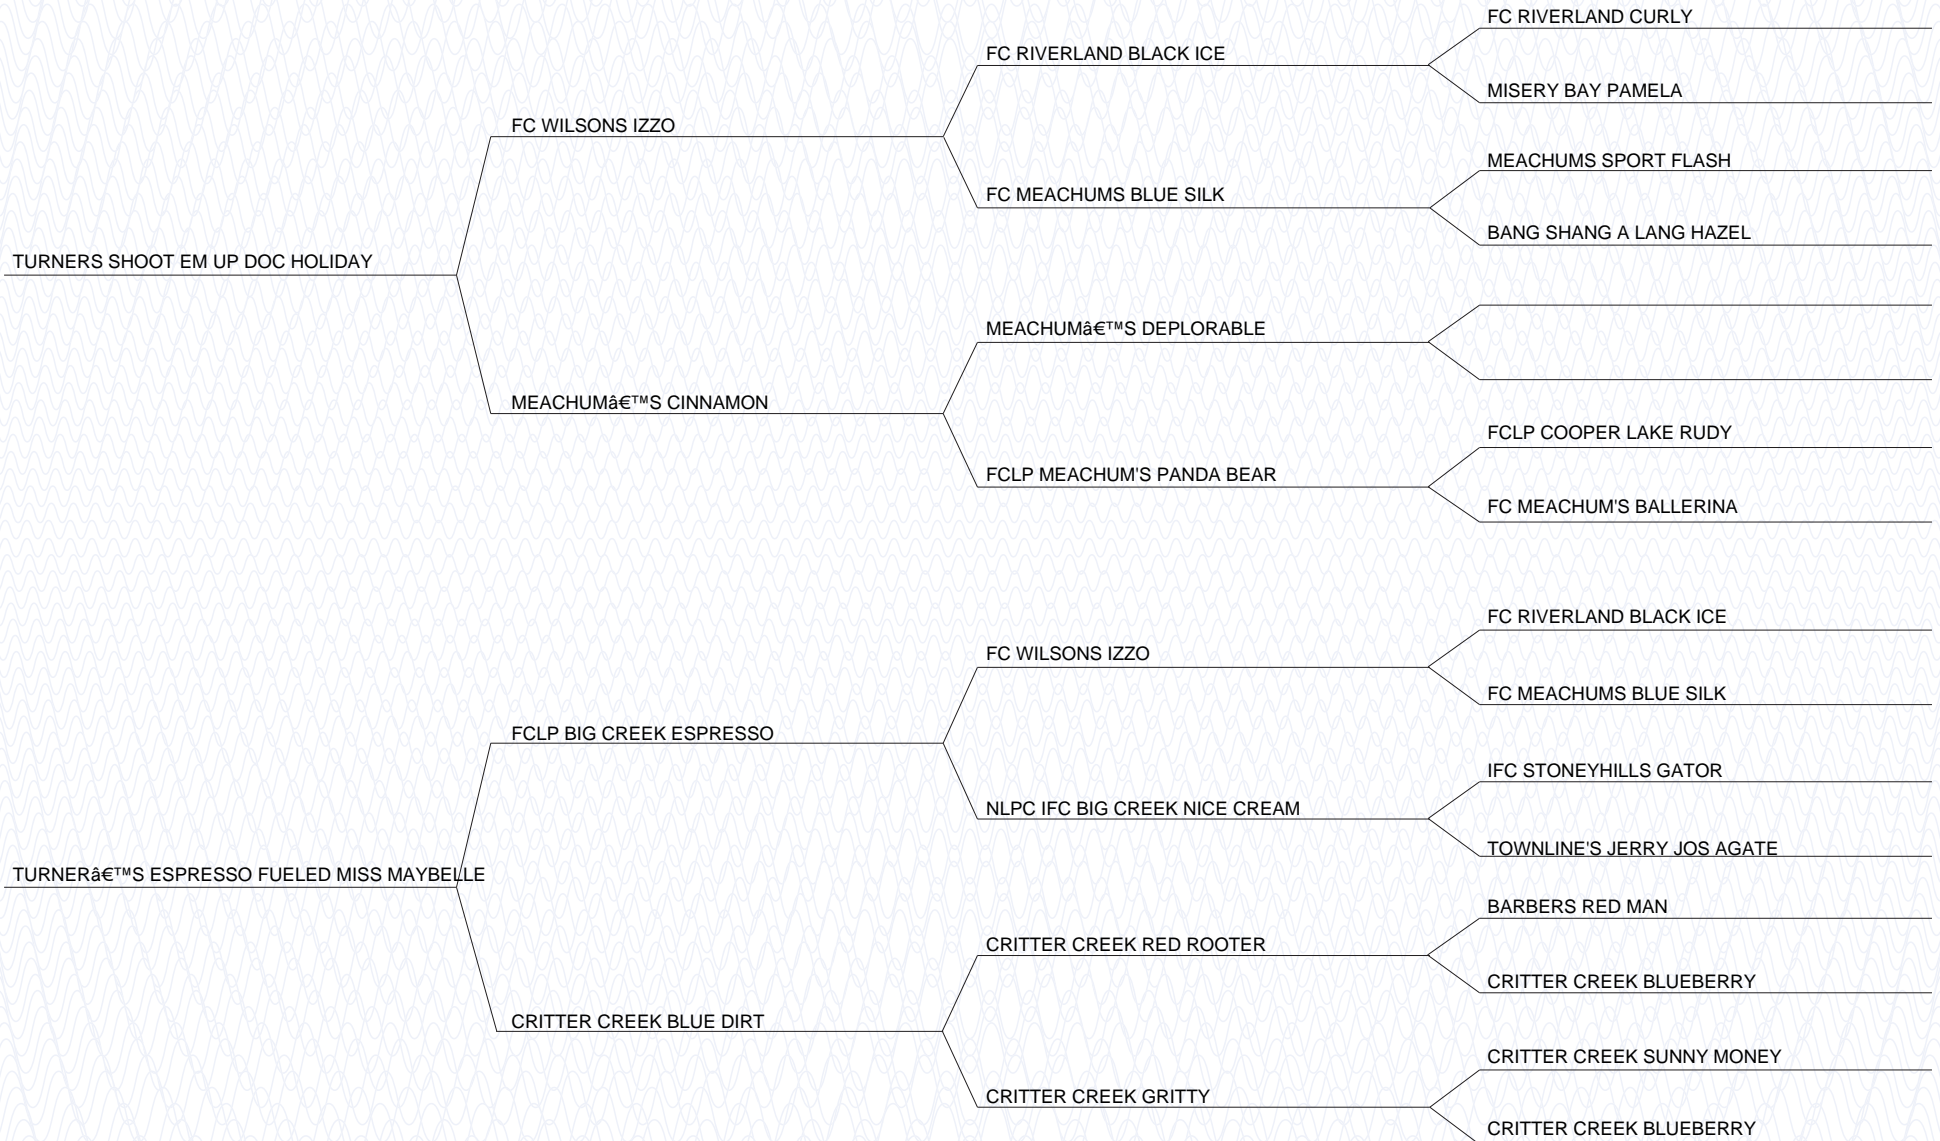 FC RIVERLAND CURLY
FC RIVERLAND BLACK ICE
MISERY BAY PAMELA
FC WILSONS IZZO
MEACHUMS SPORT FLASH
FC MEACHUMS BLUE SILK
BANG SHANG A LANG HAZEL
TURNERS SHOOT EM UP DOC HOLIDAY
MEACHUMâ€™S DEPLORABLE
MEACHUMâ€™S CINNAMON
FCLP COOPER LAKE RUDY
FCLP MEACHUM'S PANDA BEAR
FC MEACHUM'S BALLERINA
FC RIVERLAND BLACK ICE
FC WILSONS IZZO
FC MEACHUMS BLUE SILK
FCLP BIG CREEK ESPRESSO
IFC STONEYHILLS GATOR
NLPC IFC BIG CREEK NICE CREAM
TOWNLINE'S JERRY JOS AGATE
TURNERâ€™S ESPRESSO FUELED MISS MAYBELLE
BARBERS RED MAN
CRITTER CREEK RED ROOTER
CRITTER CREEK BLUEBERRY
CRITTER CREEK BLUE DIRT
CRITTER CREEK SUNNY MONEY
CRITTER CREEK GRITTY
CRITTER CREEK BLUEBERRY